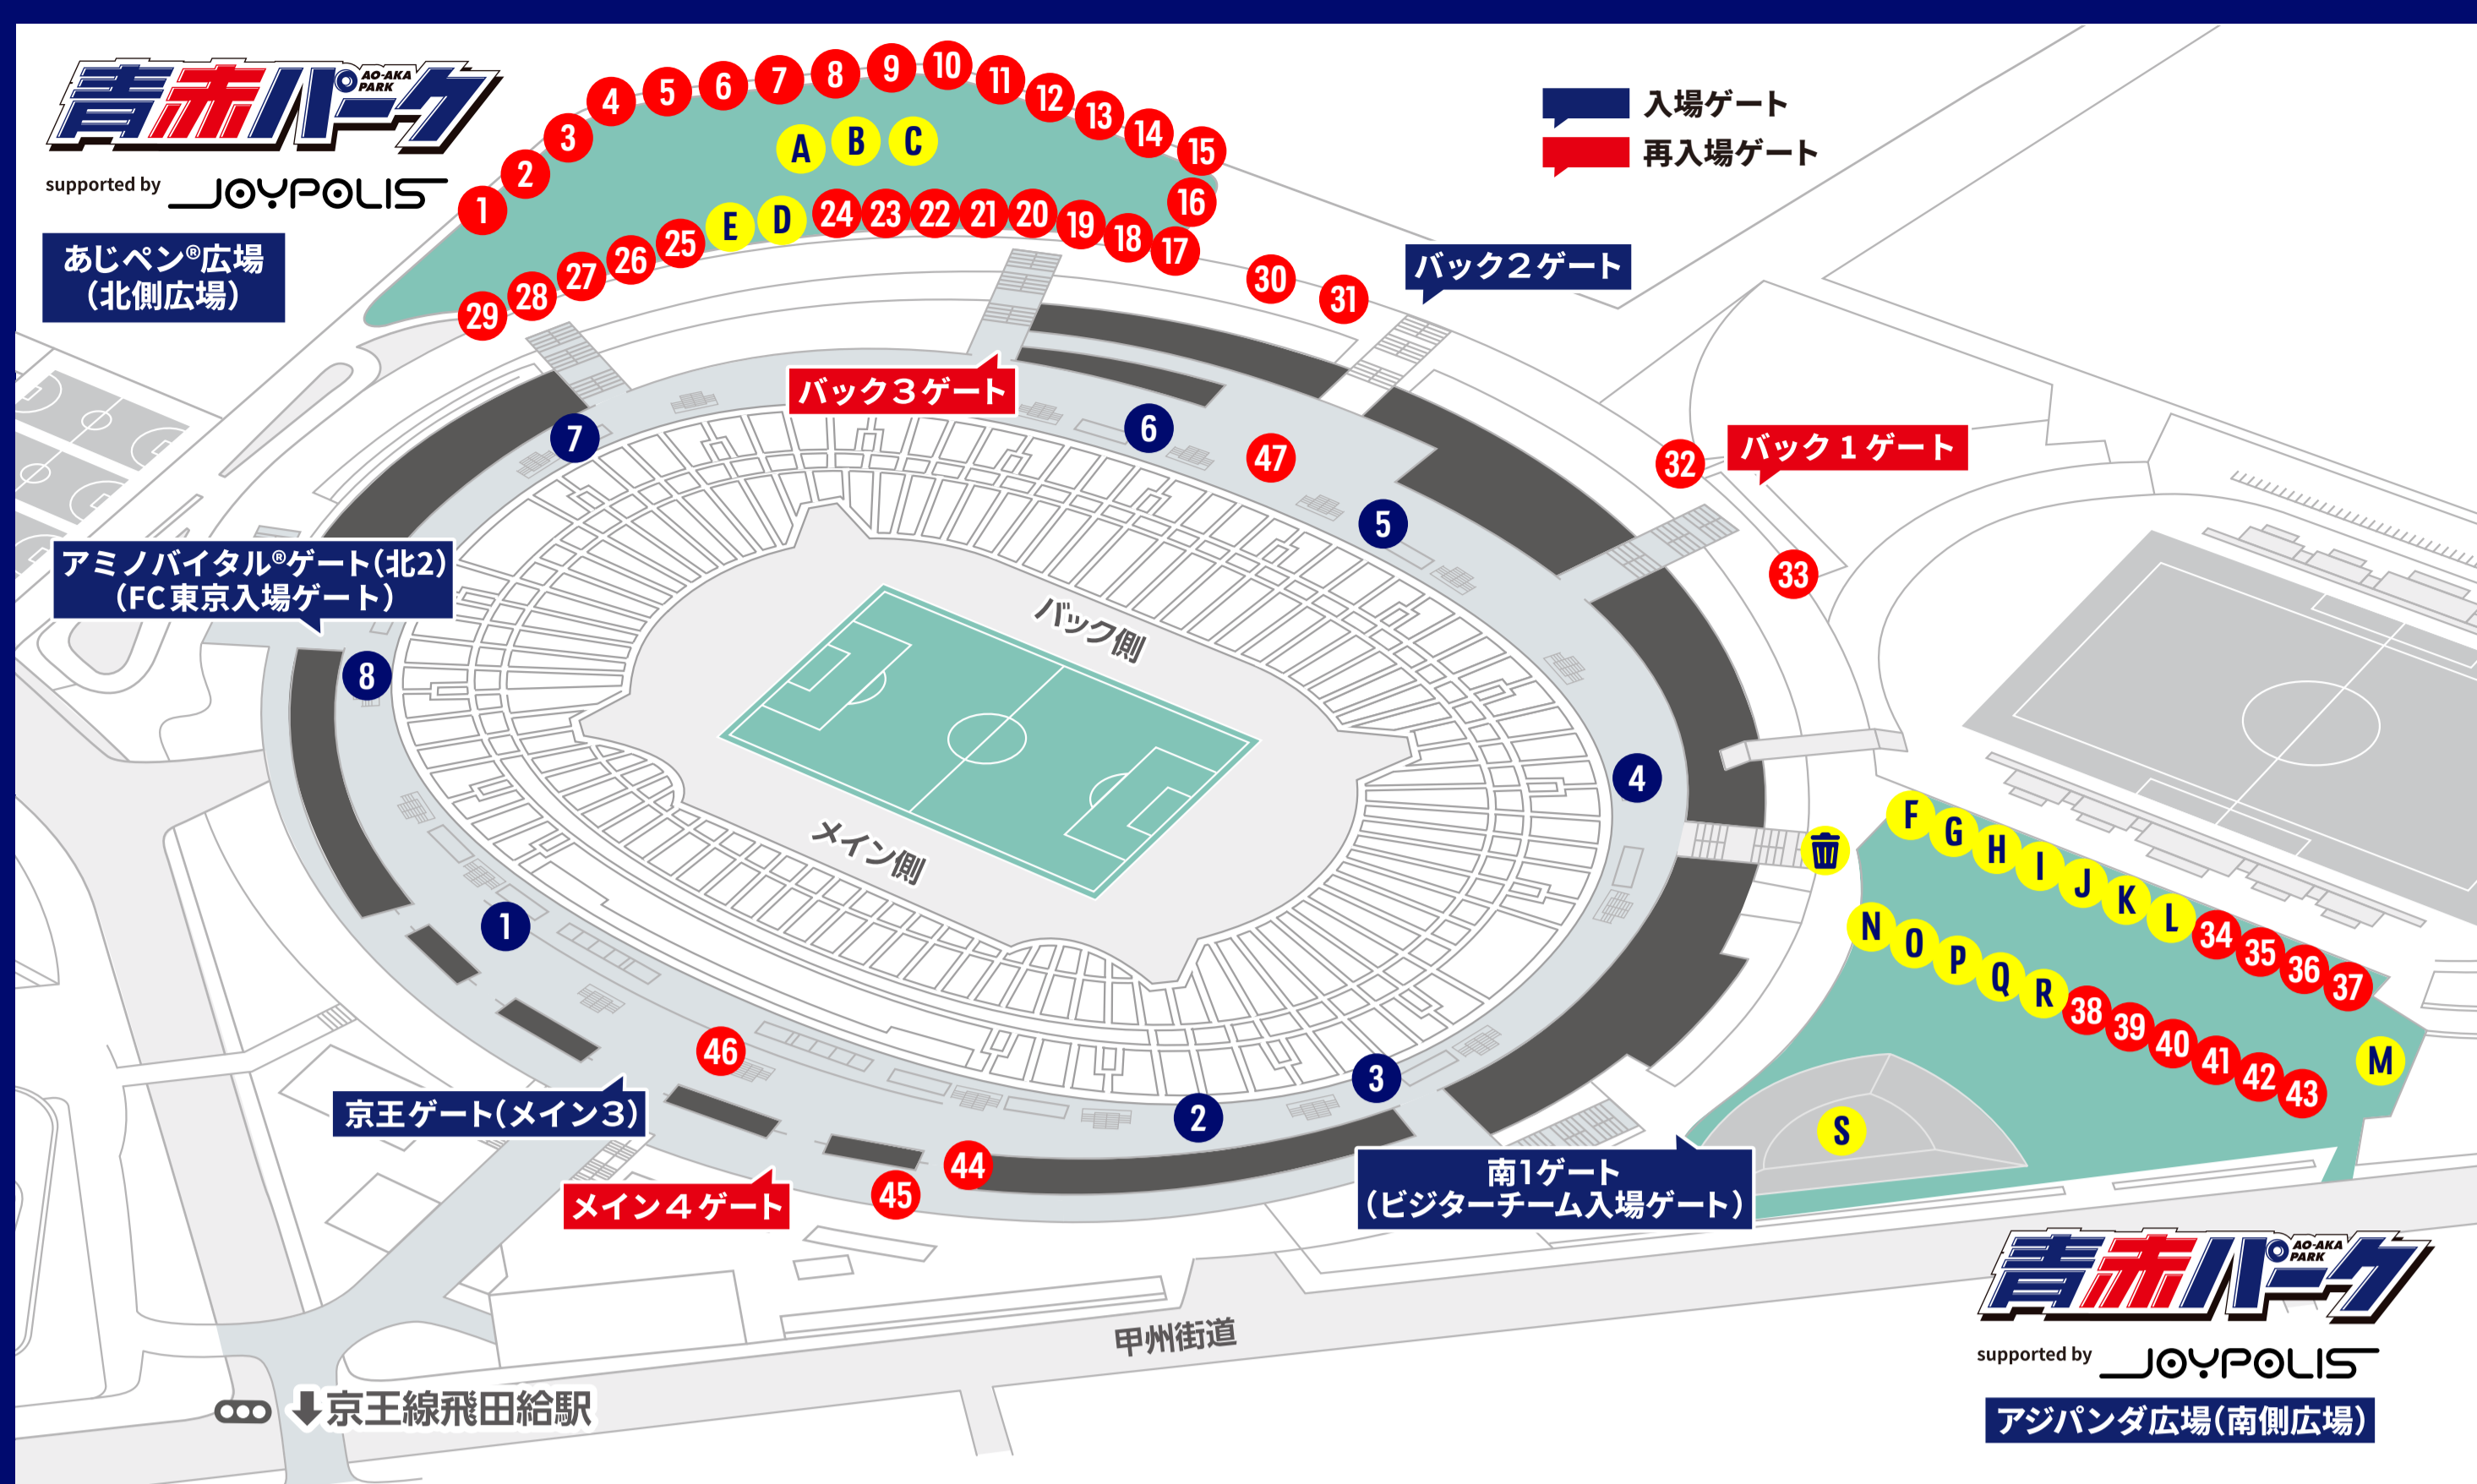 青赤パーク
AO-AKA
PARK
supported by JOYPOLIS
あじペン®広場
（北側広場）
入場ゲート
再入場ゲート
1 2 3 4 5 6 7 8 9 10 11 12 13 14 15
16
A B C
29 28 27 26 25 E D 24 23 22 21 20 19 18 17
30 31
バック2ゲート
バック3ゲート
7
6
47
5
32
バック1ゲート
33
アミノバイタル®ゲート（北2）
（FC東京入場ゲート）
8
バック側
メイン側
4
F G H I J K L 34 35 36 37
N O P Q R 38 39 40 41 42 43
M
S
1
46
京王ゲート（メイン3）
2
3
44
45
メイン4ゲート
南1ゲート
（ビジターチーム入場ゲート）
甲州街道
京王線飛田給駅
青赤パーク
AO-AKA
PARK
supported by JOYPOLIS
アジパンダ広場（南側広場）